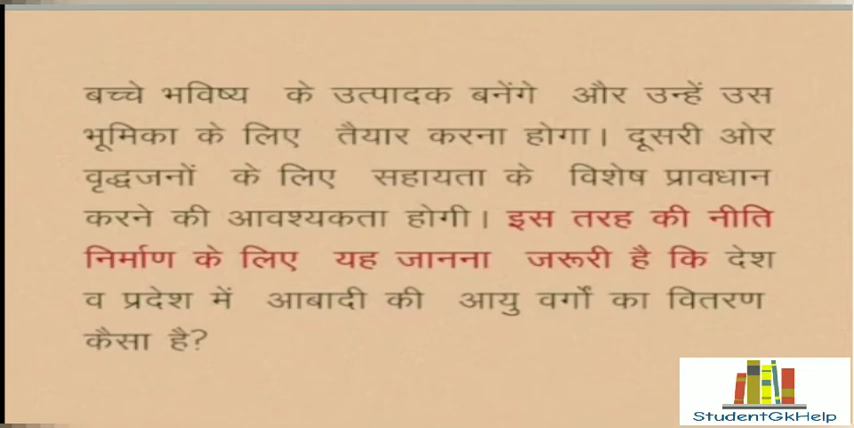 बच्चे भविष्य के उत्पादक बनेंगे और उन्हें उस
भूमिका के लिए तैयार करना होगा। दूसरी ओर
वृद्धजनों के लिए सहायता के विशेष प्रावधान
करने की आवश्यकता होगी। इस तरह की नीति
निर्माण के लिए यह जानना जरूरी है कि देश
व प्रदेश में आबादी की आयु वर्गों का वितरण
कैसा है?
StudentGkHelp